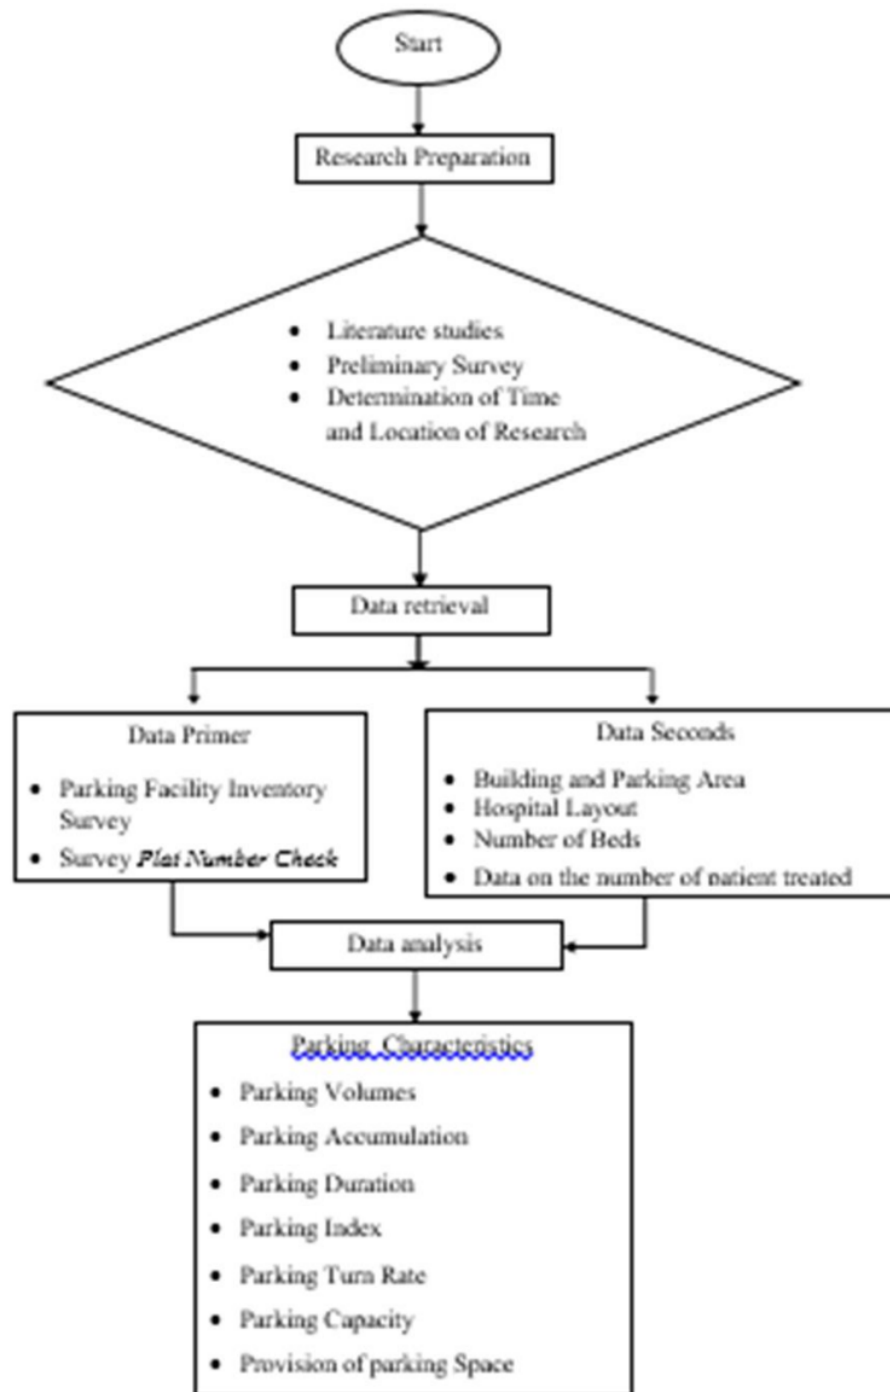 Start
Research Preparation
• Literature studies
• Preliminary Survey
• Determination of Time
and Location of Research
Data retrieval
Data Primer
• Parking Facility Inventory
Survey
• Survey Plat Number Check
Data Seconds
• Building and Parking Area
• Hospital Layout
• Number of Beds
• Data on the number of patient treated
Data analysis
Parking Characteristics
• Parking Volumes
• Parking Accumulation
• Parking Duration
• Parking Index
• Parking Turn Rate
• Parking Capacity
• Provision of parking Space